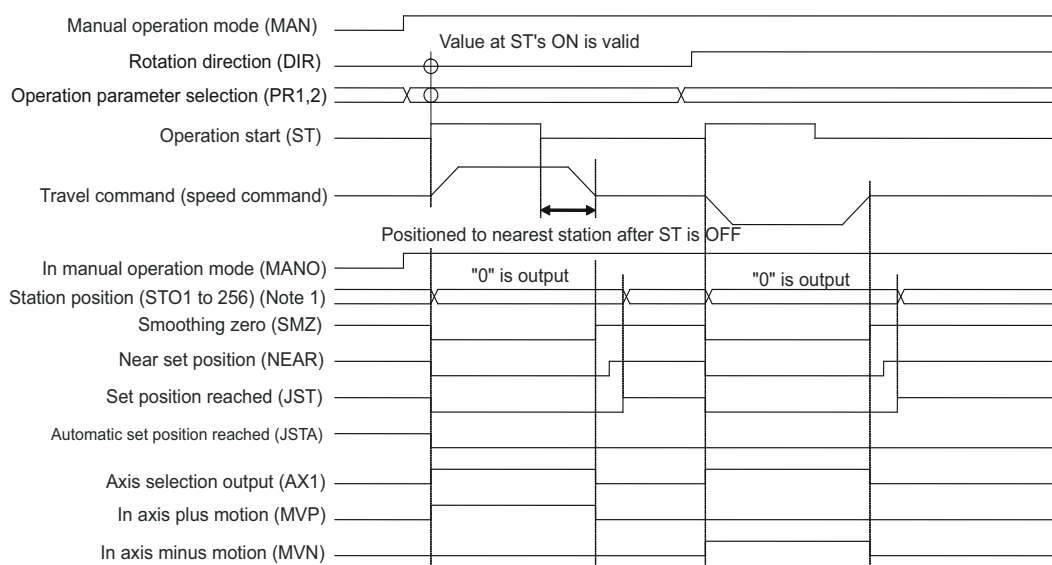 Manual operation mode (MAN)
Value at ST's ON is valid
Rotation direction (DIR)
Operation parameter selection (PR1,2)
Operation start (ST)
Travel command (speed command)
Positioned to nearest station after ST is OFF
In manual operation mode (MANO)
"0" is output
"0" is output
Station position (STO1 to 256) (Note 1)
Smoothing zero (SMZ)
Near set position (NEAR)
Set position reached (JST)
Automatic set position reached (JSTA)
Axis selection output (AX1)
In axis plus motion (MVP)
In axis minus motion (MVN)